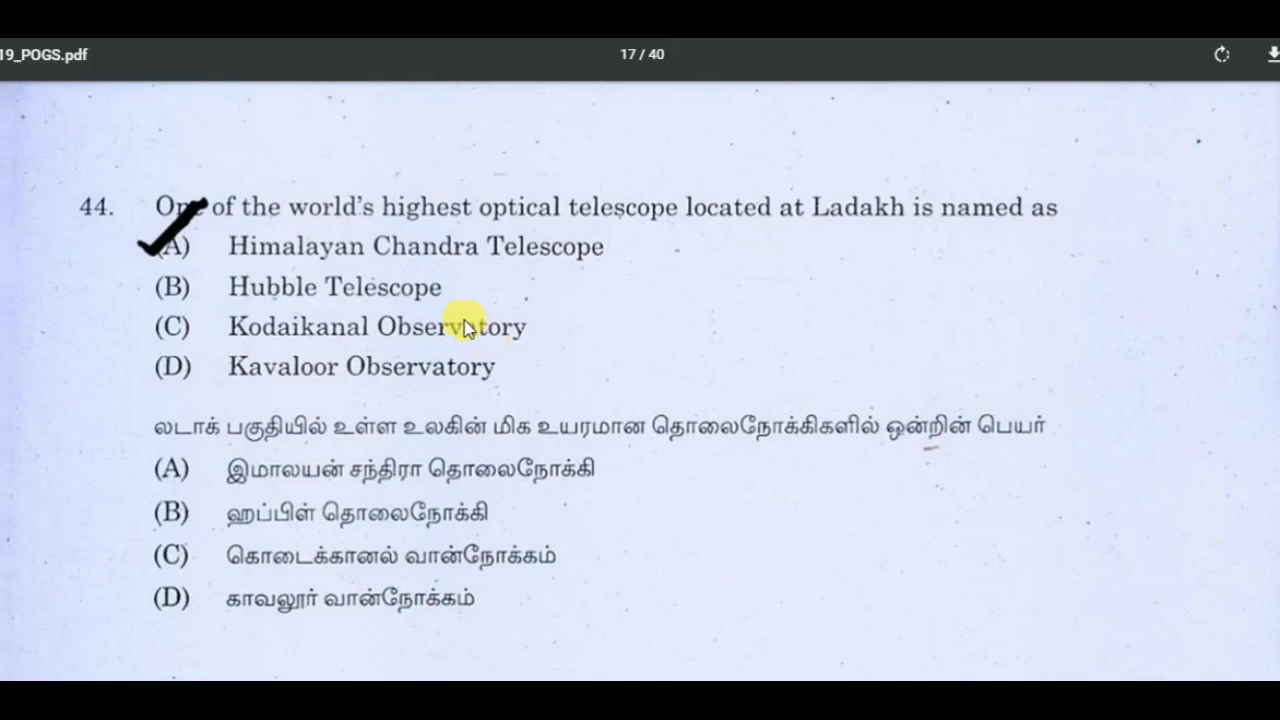 19_POGS.pdf
17 / 40
44. One of the world's highest optical telescope located at Ladakh is named as
(A) Himalayan Chandra Telescope
(B) Hubble Telescope
(C) Kodaikanal Observatory
(D) Kavaloor Observatory
லடாக் பகுதியில் உள்ள உலகின் மிக உயரமான தொலைநோக்கிகளில் ஒன்றின் பெயர்
(A) இமாலயன் சந்திரா தொலைநோக்கி
(B) ஹப்பிள் தொலைநோக்கி
(C) கொடைக்கானல் வான்நோக்கம்
(D) காவலூர் வான்நோக்கம்